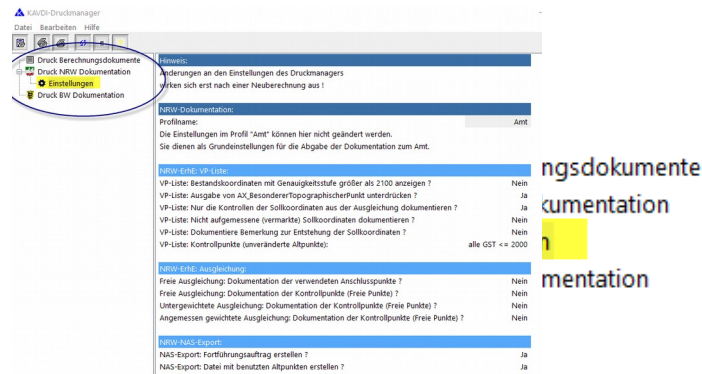 KAVDI-Druckmanager
Datei Bearbeiten Hilfe
Druck Berechnungsdokumente
Druck NRW Dokumentation
Einstellungen
Druck BW Dokumentation
Hinweis:
Änderungen an den Einstellungen des Druckmanagers
wirken sich erst nach einer Neuberechnung aus !
NRW-Dokumentation:
Profilname: Amt
Die Einstellungen im Profil "Amt" können hier nicht geändert werden.
Sie dienen als Grundeinstellungen für die Abgabe der Dokumentation zum Amt.
NRW-ErhE: VP-Liste:
VP-Liste: Bestandskoordinaten mit Genauigkeitsstufe größer als 2100 anzeigen ? Nein
VP-Liste: Ausgabe von AX_BesondererTopographischerPunkt unterdrücken ? Ja
VP-Liste: Nur die Kontrollen der Sollkoordinaten aus der Ausgleichung dokumentieren ? Ja
VP-Liste: Nicht aufgemessene (vermarkte) Sollkoordinaten dokumentieren ? Nein
VP-Liste: Dokumentiere Bemerkung zur Entstehung der Sollkoordinaten ? Nein
VP-Liste: Kontrollpunkte (unveränderte Altpunkte): alle GST <= 2000
NRW-ErhE: Ausgleichung:
Freie Ausgleichung: Dokumentation der verwendeten Anschlusspunkte ? Nein
Freie Ausgleichung: Dokumentation der Kontrollpunkte (Freie Punkte) ? Nein
Untergewichtete Ausgleichung: Dokumentation der Kontrollpunkte (Freie Punkte) ? Nein
Angemessen gewichtete Ausgleichung: Dokumentation der Kontrollpunkte (Freie Punkte) ? Nein
NRW-NAS-Export:
NAS-Export: Fortführungsauftrag erstellen ? Ja
NAS-Export: Datei mit benutzten Altpunkten erstellen ? Ja
ngsdokumente
kumentation
n
mentation